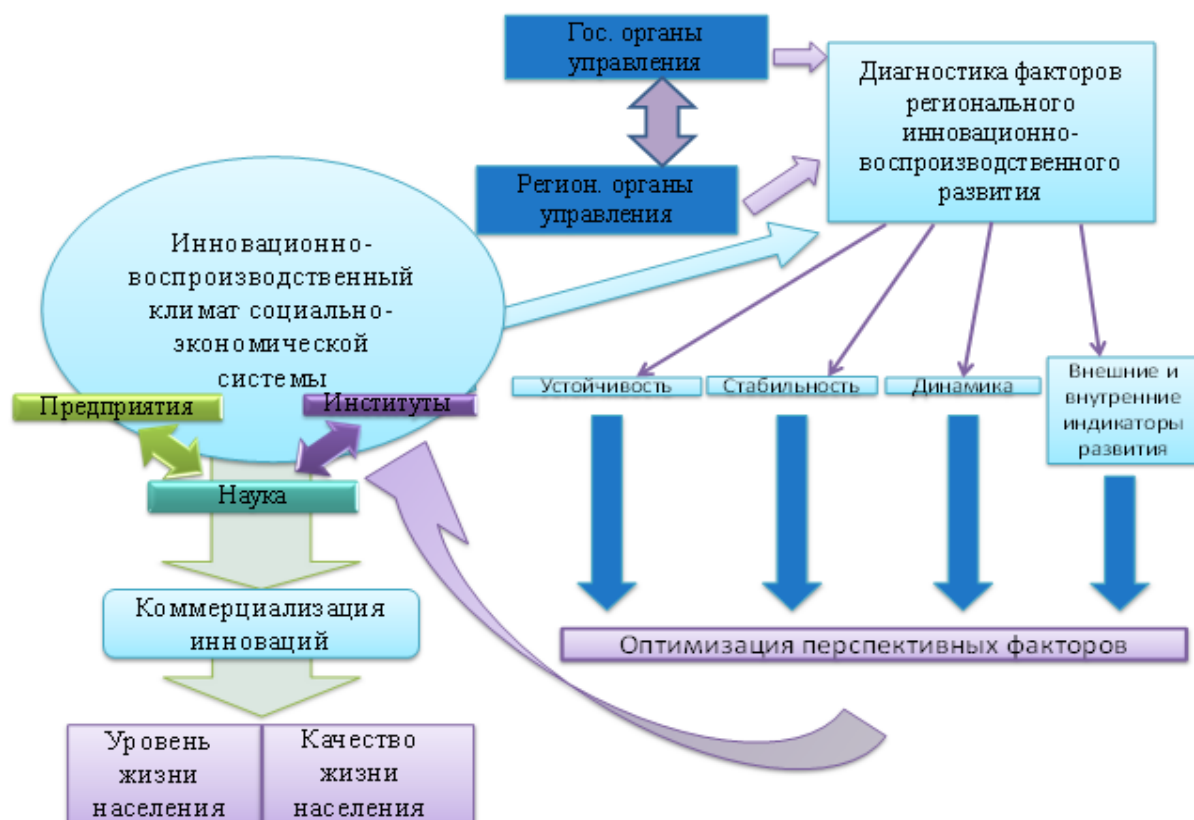 Гос. органы
управления
Регион. органы
управления
Диагностика факторов
регионального
инновационно-
воспроизводственного
развития
Инновационно-
воспроизводственный
климат социально-
экономической
системы
Предприятия
Институты
Наука
Коммерциализация
инноваций
Уровень
жизни
населения
Качество
жизни
населения
Устойчивость
Стабильность
Динамика
Внешние и
внутренние
индикаторы
развития
Оптимизация перспективных факторов